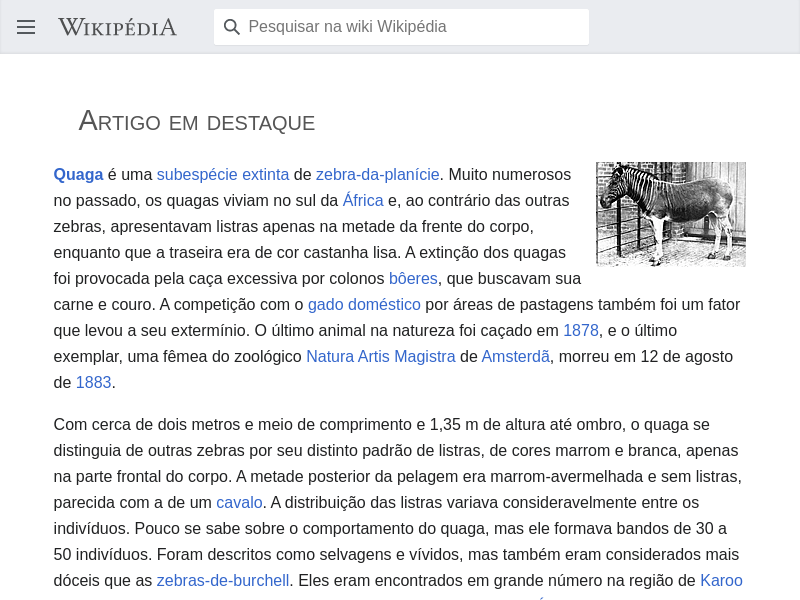 WIKIPÉDIA
Pesquisar na wiki Wikipédia
Artigo em destaque
Quaga é uma subespécie extinta de zebra-da-planície. Muito numerosos
no passado, os quagas viviam no sul da África e, ao contrário das outras
zebras, apresentavam listras apenas na metade da frente do corpo,
enquanto que a traseira era de cor castanha lisa. A extinção dos quagas
foi provocada pela caça excessiva por colonos bôeres, que buscavam sua
carne e couro. A competição com o gado doméstico por áreas de pastagens também foi um fator
que levou a seu extermínio. O último animal na natureza foi caçado em 1878, e o último
exemplar, uma fêmea do zoológico Natura Artis Magistra de Amsterdã, morreu em 12 de agosto
de 1883.
Com cerca de dois metros e meio de comprimento e 1,35 m de altura até ombro, o quaga se
distinguia de outras zebras por seu distinto padrão de listras, de cores marrom e branca, apenas
na parte frontal do corpo. A metade posterior da pelagem era marrom-avermelhada e sem listras,
parecida com a de um cavalo. A distribuição das listras variava consideravelmente entre os
indivíduos. Pouco se sabe sobre o comportamento do quaga, mas ele formava bandos de 30 a
50 indivíduos. Foram descritos como selvagens e vívidos, mas também eram considerados mais
dóceis que as zebras-de-burchell. Eles eram encontrados em grande número na região de Karoo